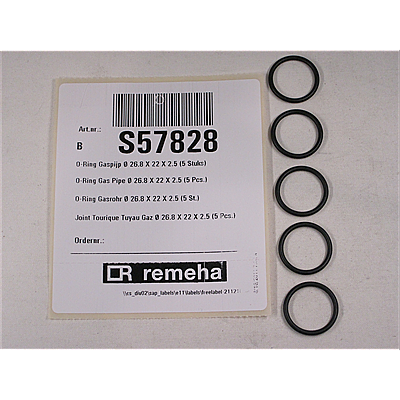 Art.nr.:
B S57828
O-Ring Gaspijp Ø 26.8 X 22 X 2.5 (5 Stuks)
O-Ring Gas Pipe Ø 26.8 X 22 X 2.5 (5 Pcs.)
O-Ring Gasrohr Ø 26.8 X 22 X 2.5 (5 St.)
Joint Tourique Tuyau Gaz Ø 26.8 X 22 X 2.5 (5 Pes.)
Ordernr.:
remeha